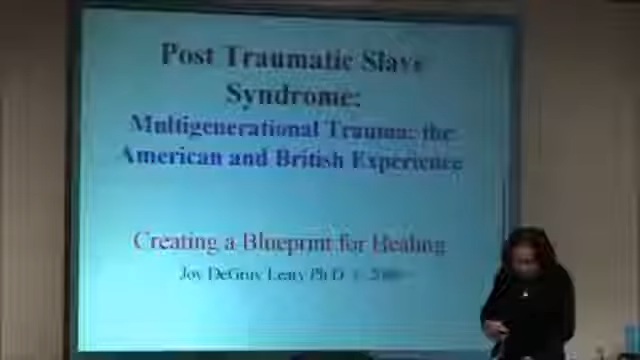 Post Traumatic Slave
Syndrome:
Multigenerational Trauma: the
American and British Experience
Creating a Blueprint for Healing
Joy DeGruy Leary Ph.D.